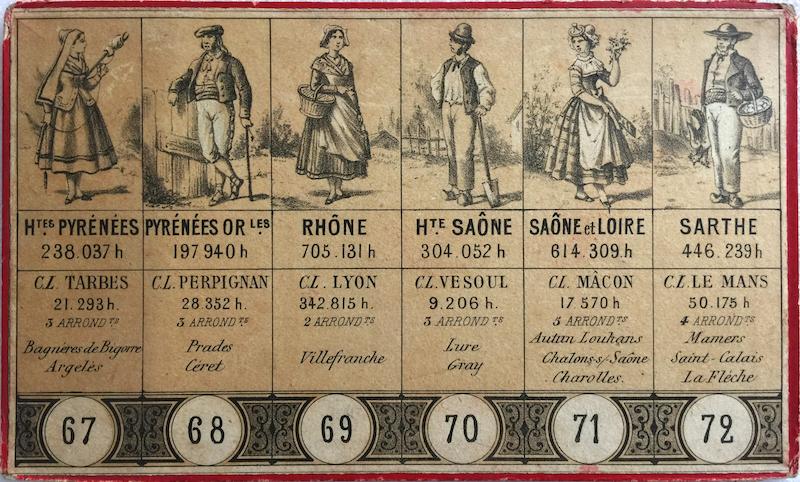 HTES PYRÉNÉES
238.037 h
C.L. TARBES
21.293 h.
3 ARRONDTS
Bagnères de Bigorre
Argelès
67
PYRÉNÉES ORLES
197 940 h
C.L. PERPIGNAN
28 352 h.
3 ARRONDTS
Prades
Céret
68
RHÔNE
705.131 h
C.L. LYON
342.815 h.
2 ARRONDTS
Villefranche
69
HTE SAÔNE
304.052 h
C.L. VESOUL
9.206 h.
3 ARRONDTS
Lure
Gray
70
SAÔNE et LOIRE
614.309. h
C.L. MÂCON
17 570 h
5 ARRONDTS
Autun Louhans
Chalons-s/Saône
Charolles.
71
SARTHE
446.239 h
C.L. LE MANS
50.175 h
4 ARRONDTS
Mamers
Saint-Calais
La Flèche
72